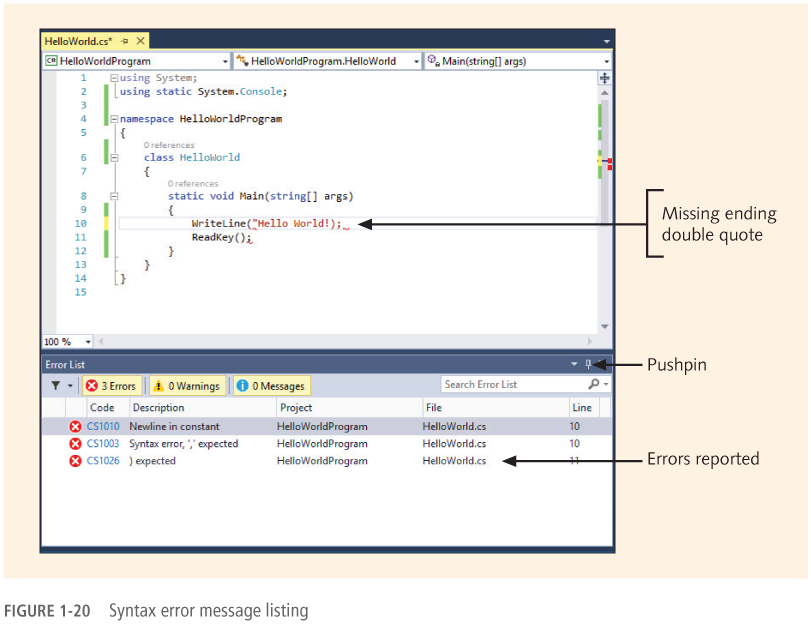 HelloWorld.cs*
HelloWorldProgram HelloWorldProgram.HelloWorld Main(string[] args)
1 using System;
2 using static System.Console;
3
4 namespace HelloWorldProgram
5 {
0 references
6 class HelloWorld
7 {
0 references
8 static void Main(string[] args)
9 {
10 WriteLine("Hello World!);
11 ReadKey();
12 }
13 }
14 }
15
Missing ending
double quote
100 %
Error List
Pushpin
3 Errors 0 Warnings 0 Messages Search Error List
Code Description Project File Line
CS1010 Newline in constant HelloWorldProgram HelloWorld.cs 10
CS1003 Syntax error, ',' expected HelloWorldProgram HelloWorld.cs 10
CS1026 ) expected HelloWorldProgram HelloWorld.cs 11
Errors reported
FIGURE 1-20 Syntax error message listing